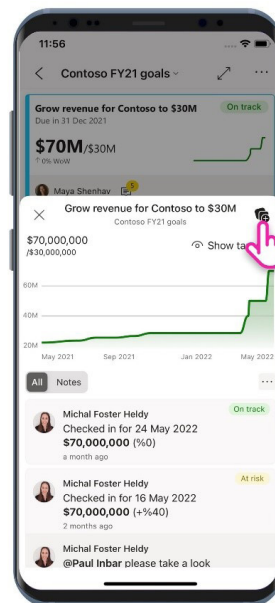 11:56
Contoso FY21 goals
Grow revenue for Contoso to $30M
On track
Due in 31 Dec 2021
$70M/$30M
↑ 0% WoW
Maya Shenhav
5
Grow revenue for Contoso to $30M
Contoso FY21 goals
$70,000,000
/$30,000,000
Show ta
60M
40M
20M
May 2021 Sep 2021 Jan 2022 May 2022
All Notes
Michal Foster Heldy
On track
Checked in for 24 May 2022
$70,000,000 (%0)
a month ago
Michal Foster Heldy
At risk
Checked in for 16 May 2022
$70,000,000 (+%40)
2 months ago
Michal Foster Heldy
@Paul Inbar please take a look